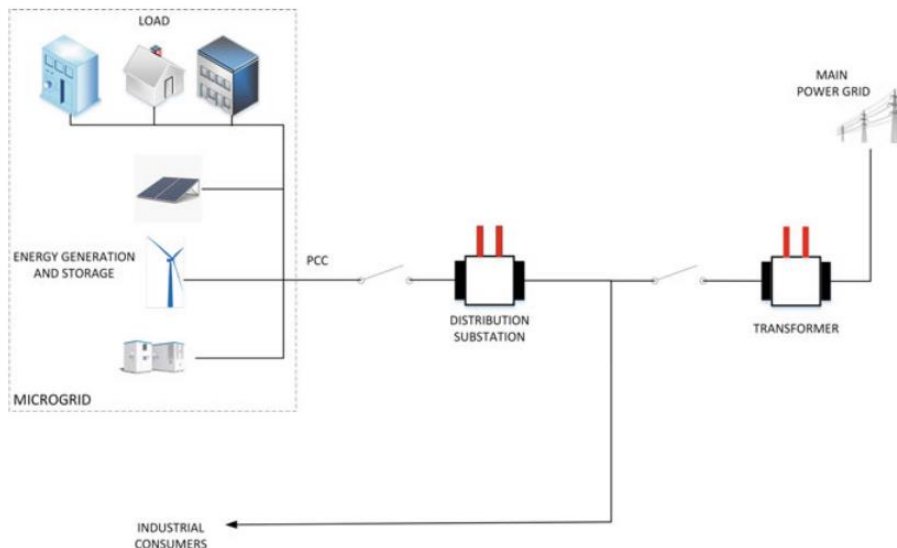 LOAD
MAIN
POWER GRID
ENERGY GENERATION
AND STORAGE
PCC
DISTRIBUTION
SUBSTATION
TRANSFORMER
MICROGRID
INDUSTRIAL
CONSUMERS